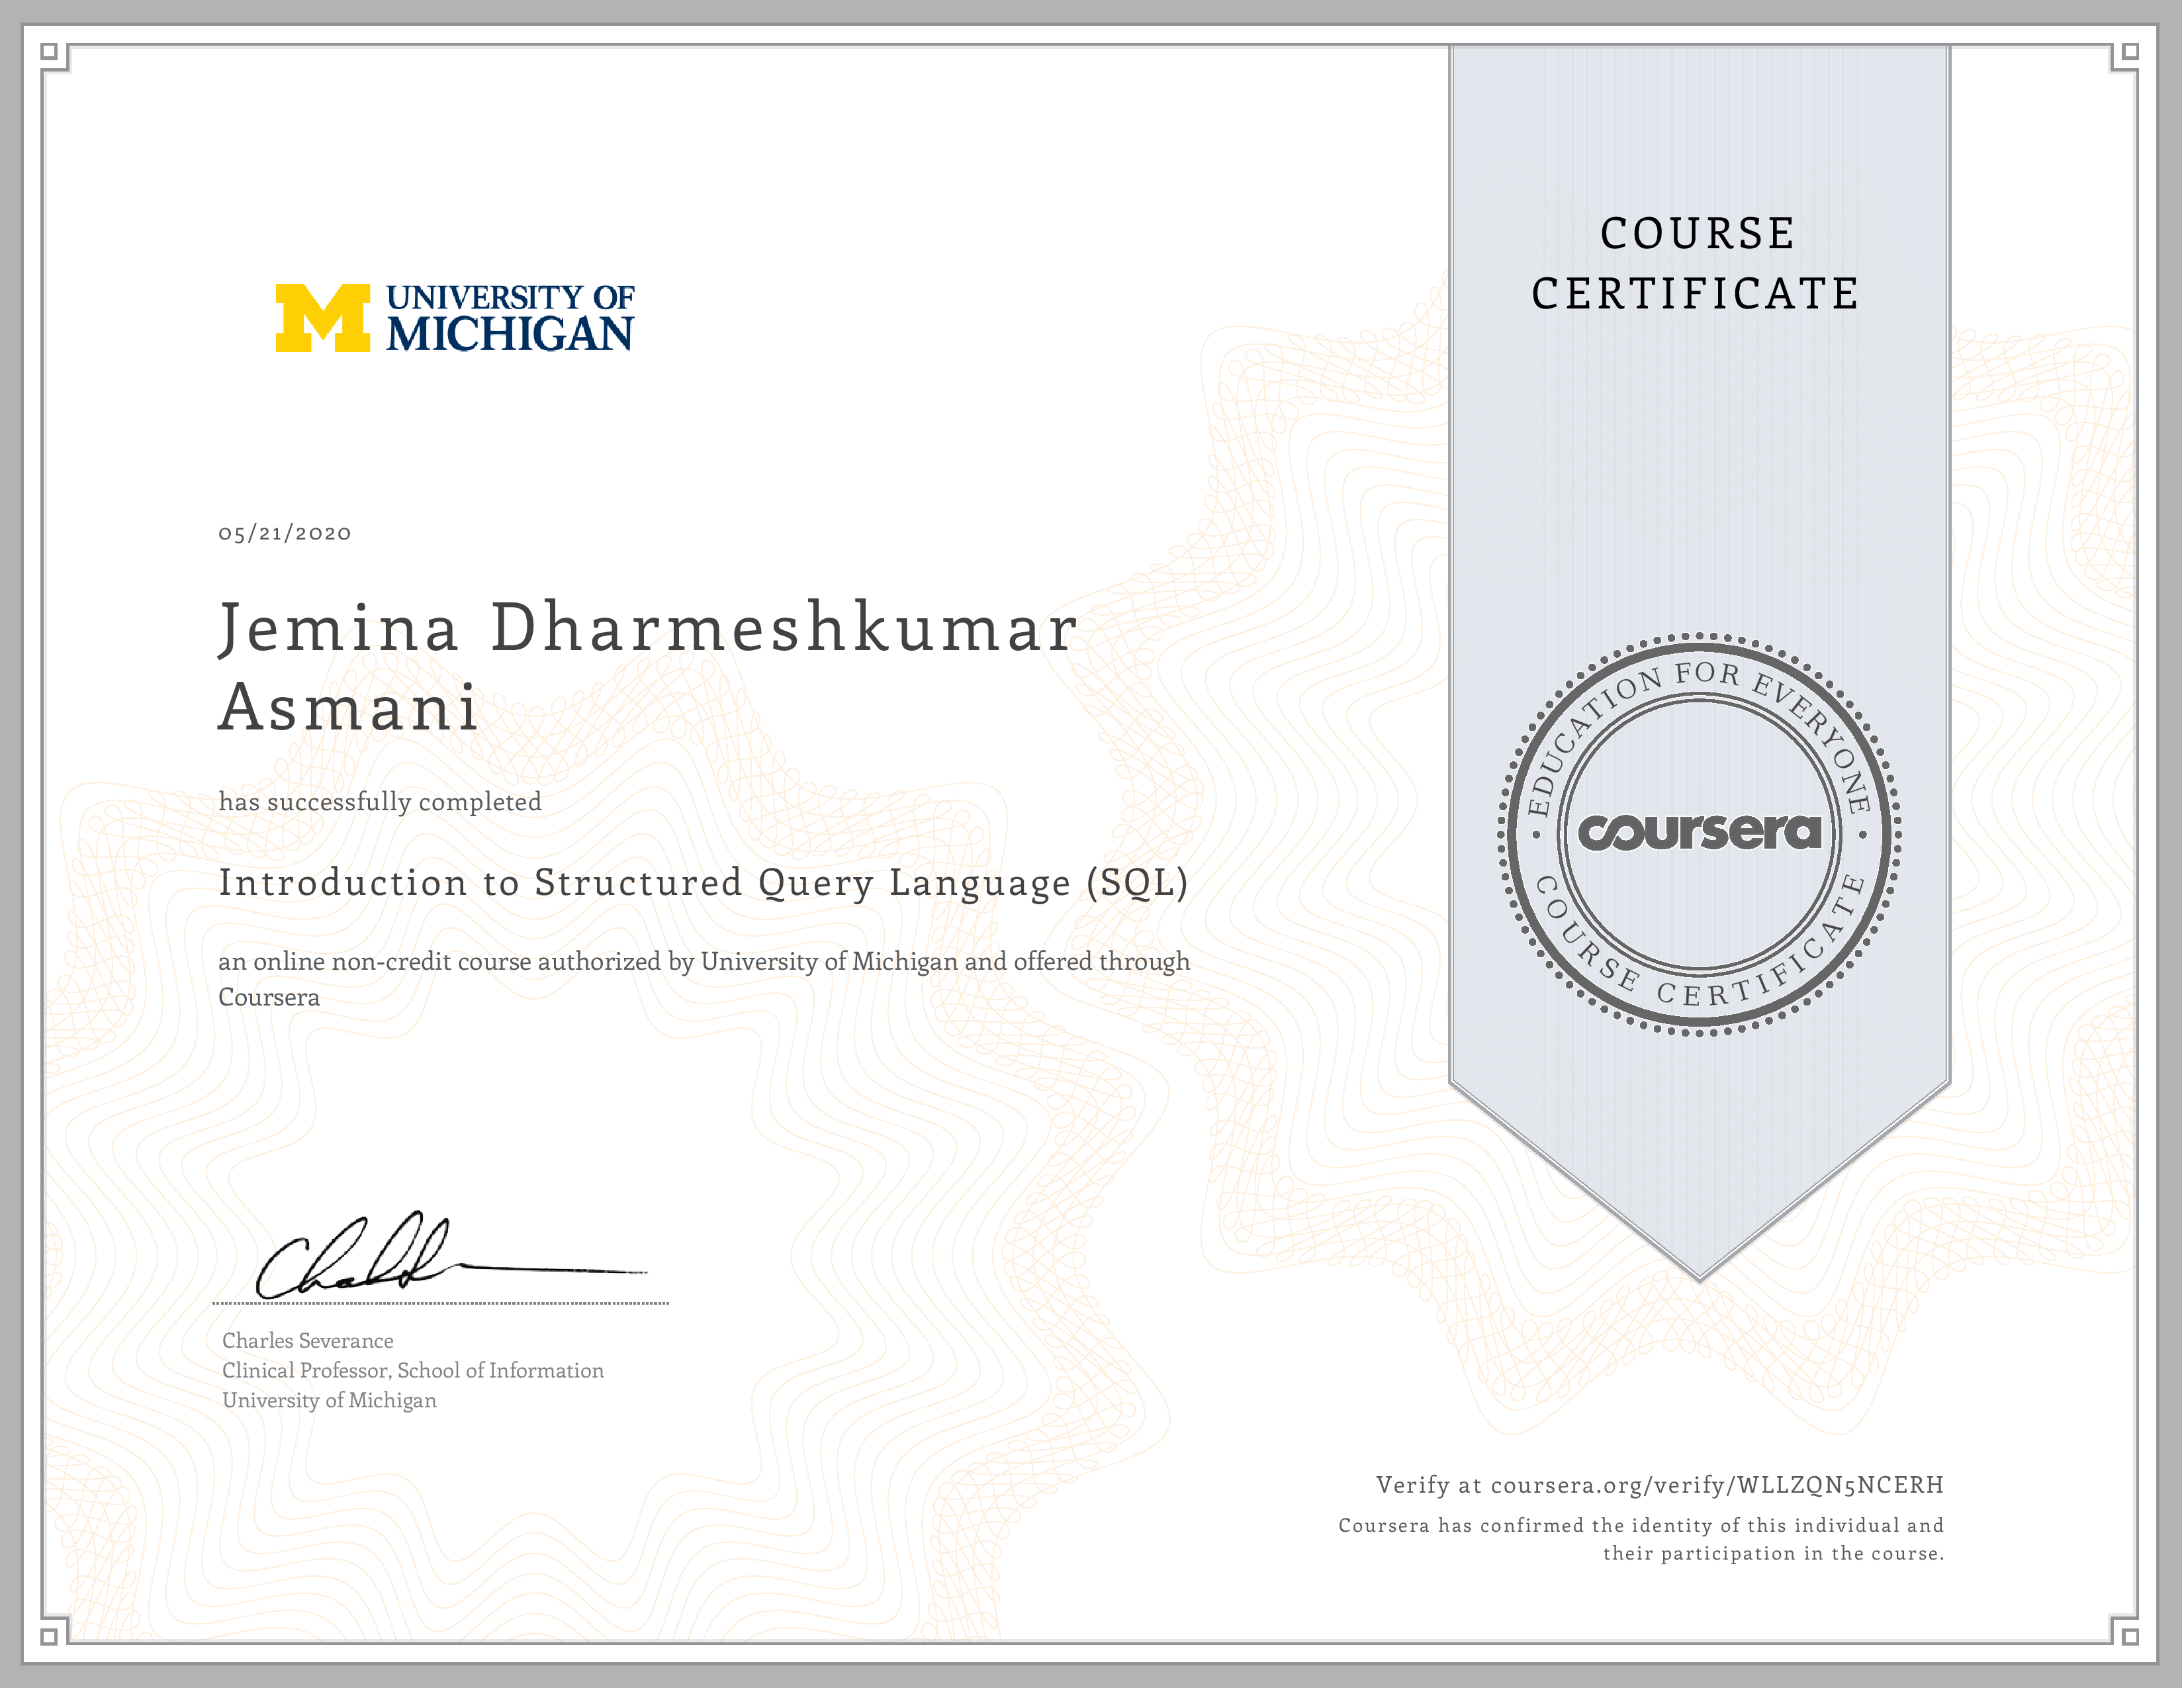 UNIVERSITY OF
MICHIGAN
COURSE
CERTIFICATE
05/21/2020
Jemina Dharmeshkumar
Asmani
has successfully completed
Introduction to Structured Query Language (SQL)
an online non-credit course authorized by University of Michigan and offered through
Coursera
EDUCATION FOR EVERYONE
coursera
COURSE CERTIFICATE
Charles Severance
Clinical Professor, School of Information
University of Michigan
Verify at coursera.org/verify/WLLZQN5NCERH
Coursera has confirmed the identity of this individual and
their participation in the course.